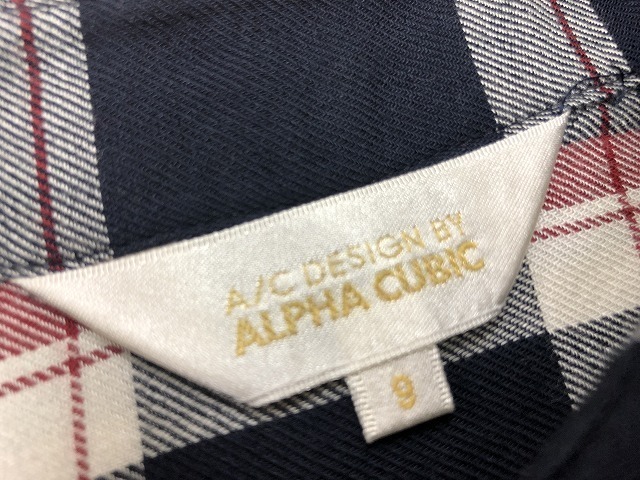 A/C DESIGN BY
ALPHA CUBIC
9